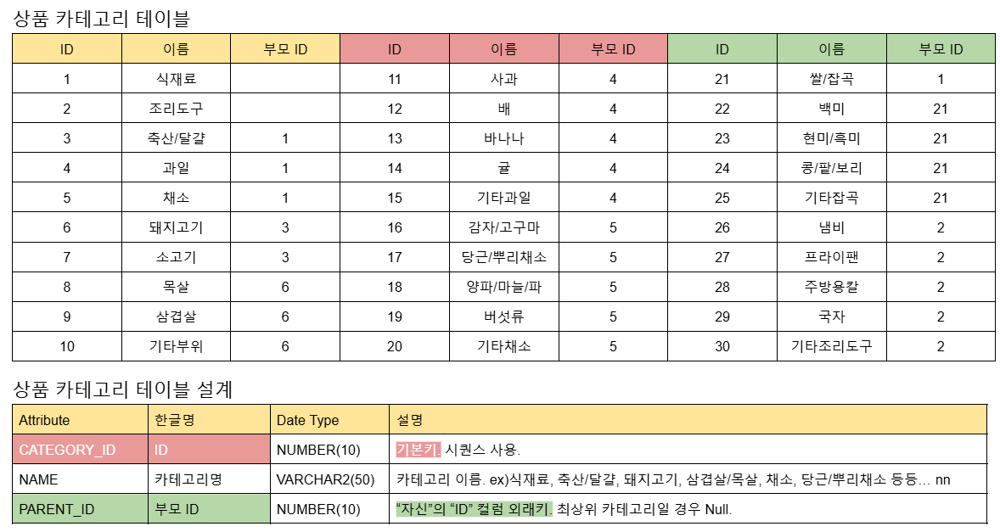 상품 카테고리 테이블
ID 이름 부모 ID ID 이름 부모 ID ID 이름 부모 ID
1 식재료 11 사과 4 21 쌀/잡곡 1
2 조리도구 12 배 4 22 백미 21
3 축산/달걀 1 13 바나나 4 23 현미/흑미 21
4 과일 1 14 귤 4 24 콩/팥/보리 21
5 채소 1 15 기타과일 4 25 기타잡곡 21
6 돼지고기 3 16 감자/고구마 5 26 냄비 2
7 소고기 3 17 당근/뿌리채소 5 27 프라이팬 2
8 목살 6 18 양파/마늘/파 5 28 주방용칼 2
9 삼겹살 6 19 버섯류 5 29 국자 2
10 기타부위 6 20 기타채소 5 30 기타조리도구 2
상품 카테고리 테이블 설계
Attribute 한글명 Date Type 설명
CATEGORY_ID ID NUMBER(10) 기본키. 시퀀스 사용.
NAME 카테고리명 VARCHAR2(50) 카테고리 이름. ex)식재료, 축산/달걀, 돼지고기, 삼겹살/목살, 채소, 당근/뿌리채소 등등... nn
PARENT_ID 부모 ID NUMBER(10) “자신”의 “ID” 컬럼 외래키. 최상위 카테고리일 경우 Null.